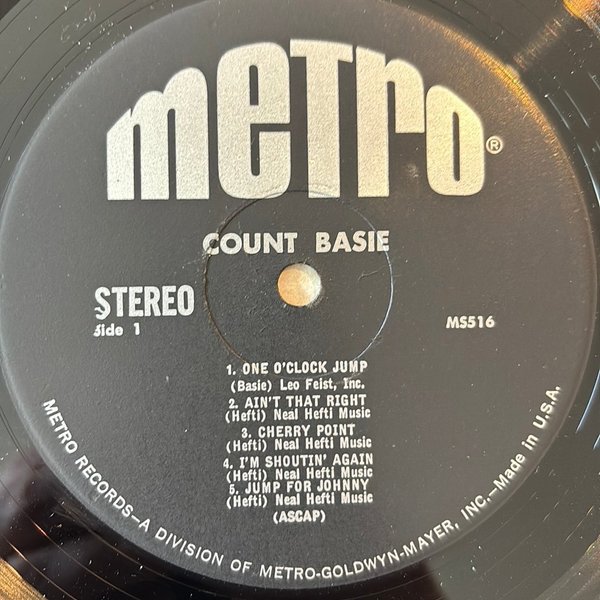 metro®
COUNT BASIE
STEREO
Side 1
MS516
1. ONE O'CLOCK JUMP
(Basie) Leo Feist, Inc.
2. AIN'T THAT RIGHT
(Hefti) Neal Hefti Music
3. CHERRY POINT
(Hefti) Neal Hefti Music
4. I'M SHOUTIN' AGAIN
(Hefti) Neal Hefti Music
5. JUMP FOR JOHNNY
(Hefti) Neal Hefti Music
(ASCAP)
METRO RECORDS—A DIVISION OF METRO-GOLDWYN-MAYER, INC.—Made in U.S.A.